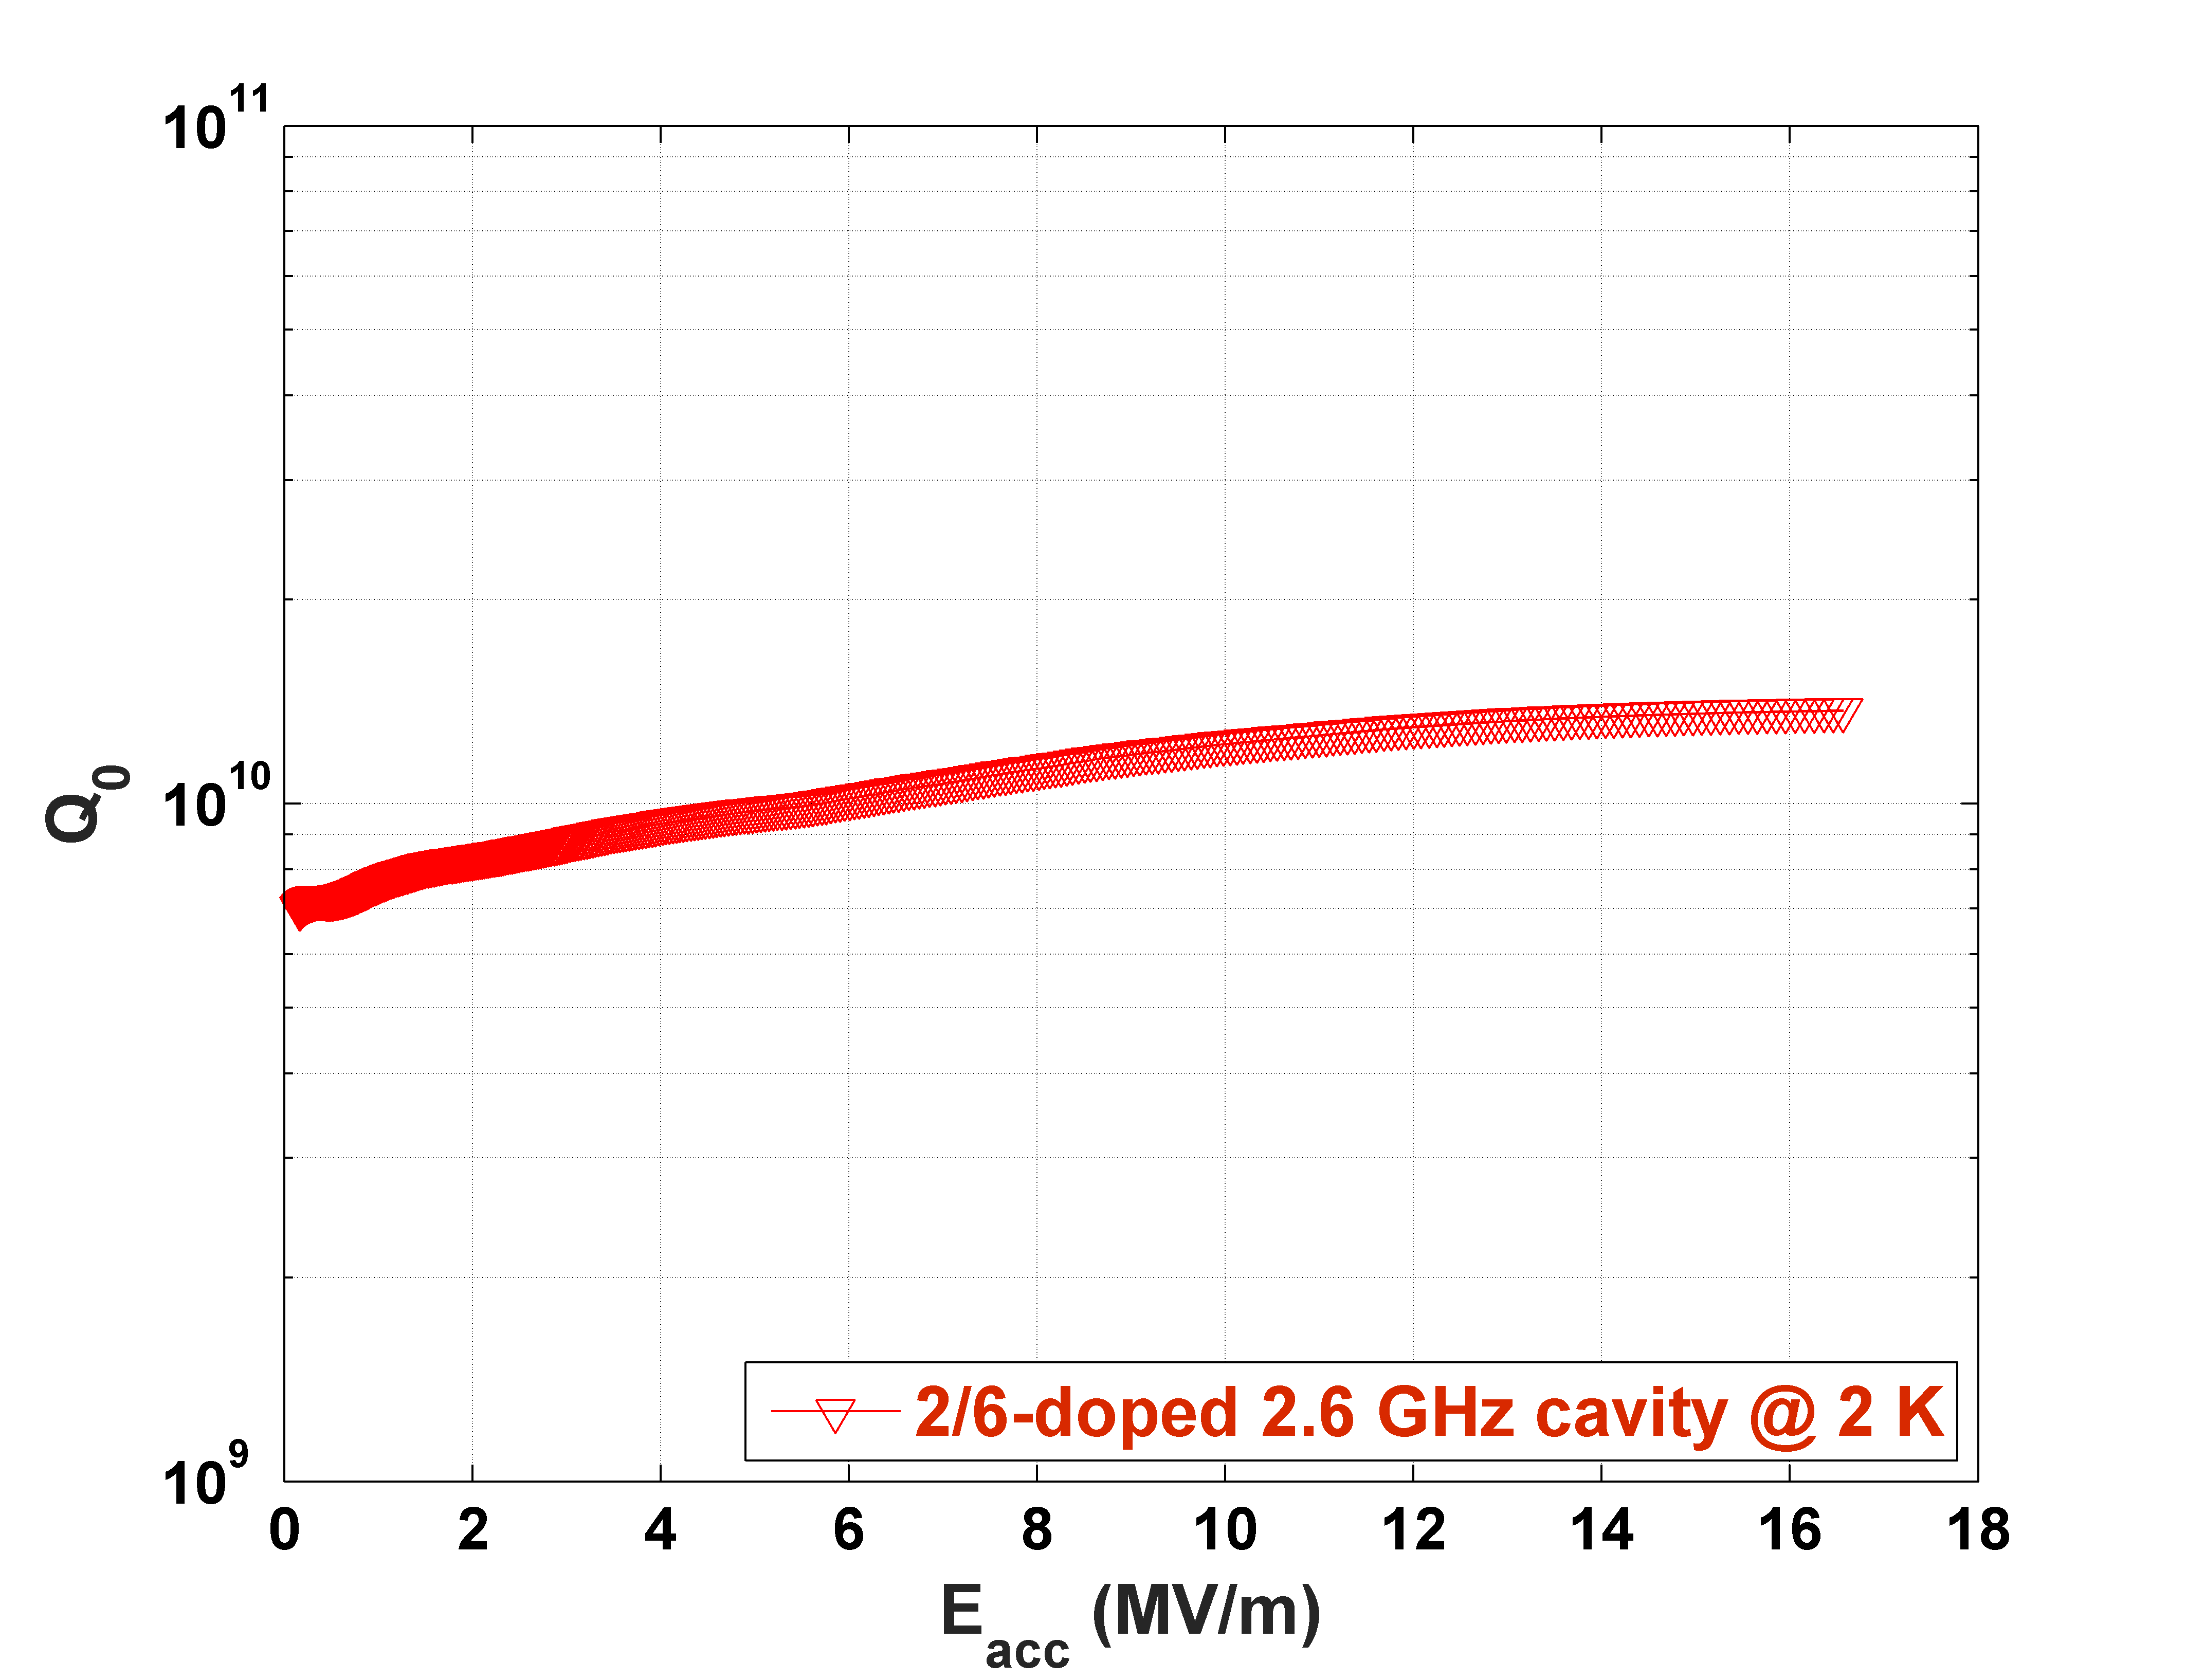 10^11
10^10
10^9
Q_0
0 2 4 6 8 10 12 14 16 18
E_acc (MV/m)
2/6-doped 2.6 GHz cavity @ 2 K